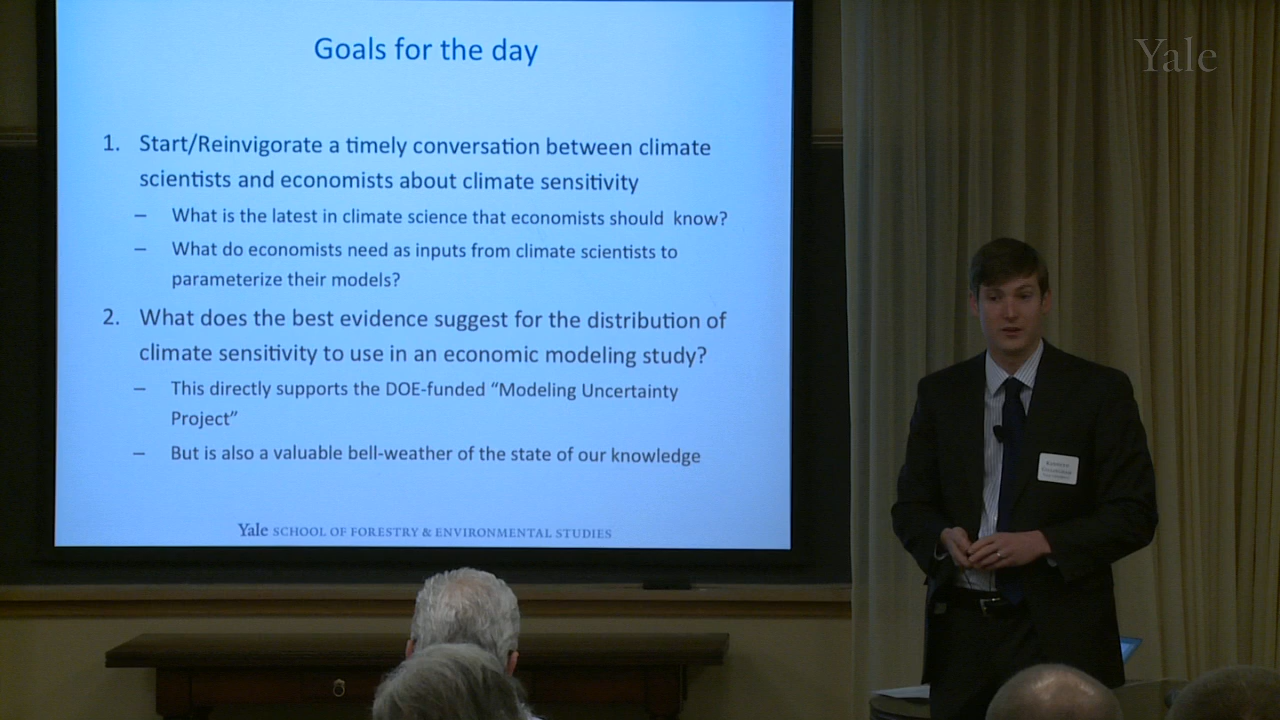 Yale
Goals for the day
1. Start/Reinvigorate a timely conversation between climate
scientists and economists about climate sensitivity
– What is the latest in climate science that economists should know?
– What do economists need as inputs from climate scientists to
parameterize their models?
2. What does the best evidence suggest for the distribution of
climate sensitivity to use in an economic modeling study?
– This directly supports the DOE-funded “Modeling Uncertainty
Project”
– But is also a valuable bell-weather of the state of our knowledge
Yale SCHOOL OF FORESTRY & ENVIRONMENTAL STUDIES